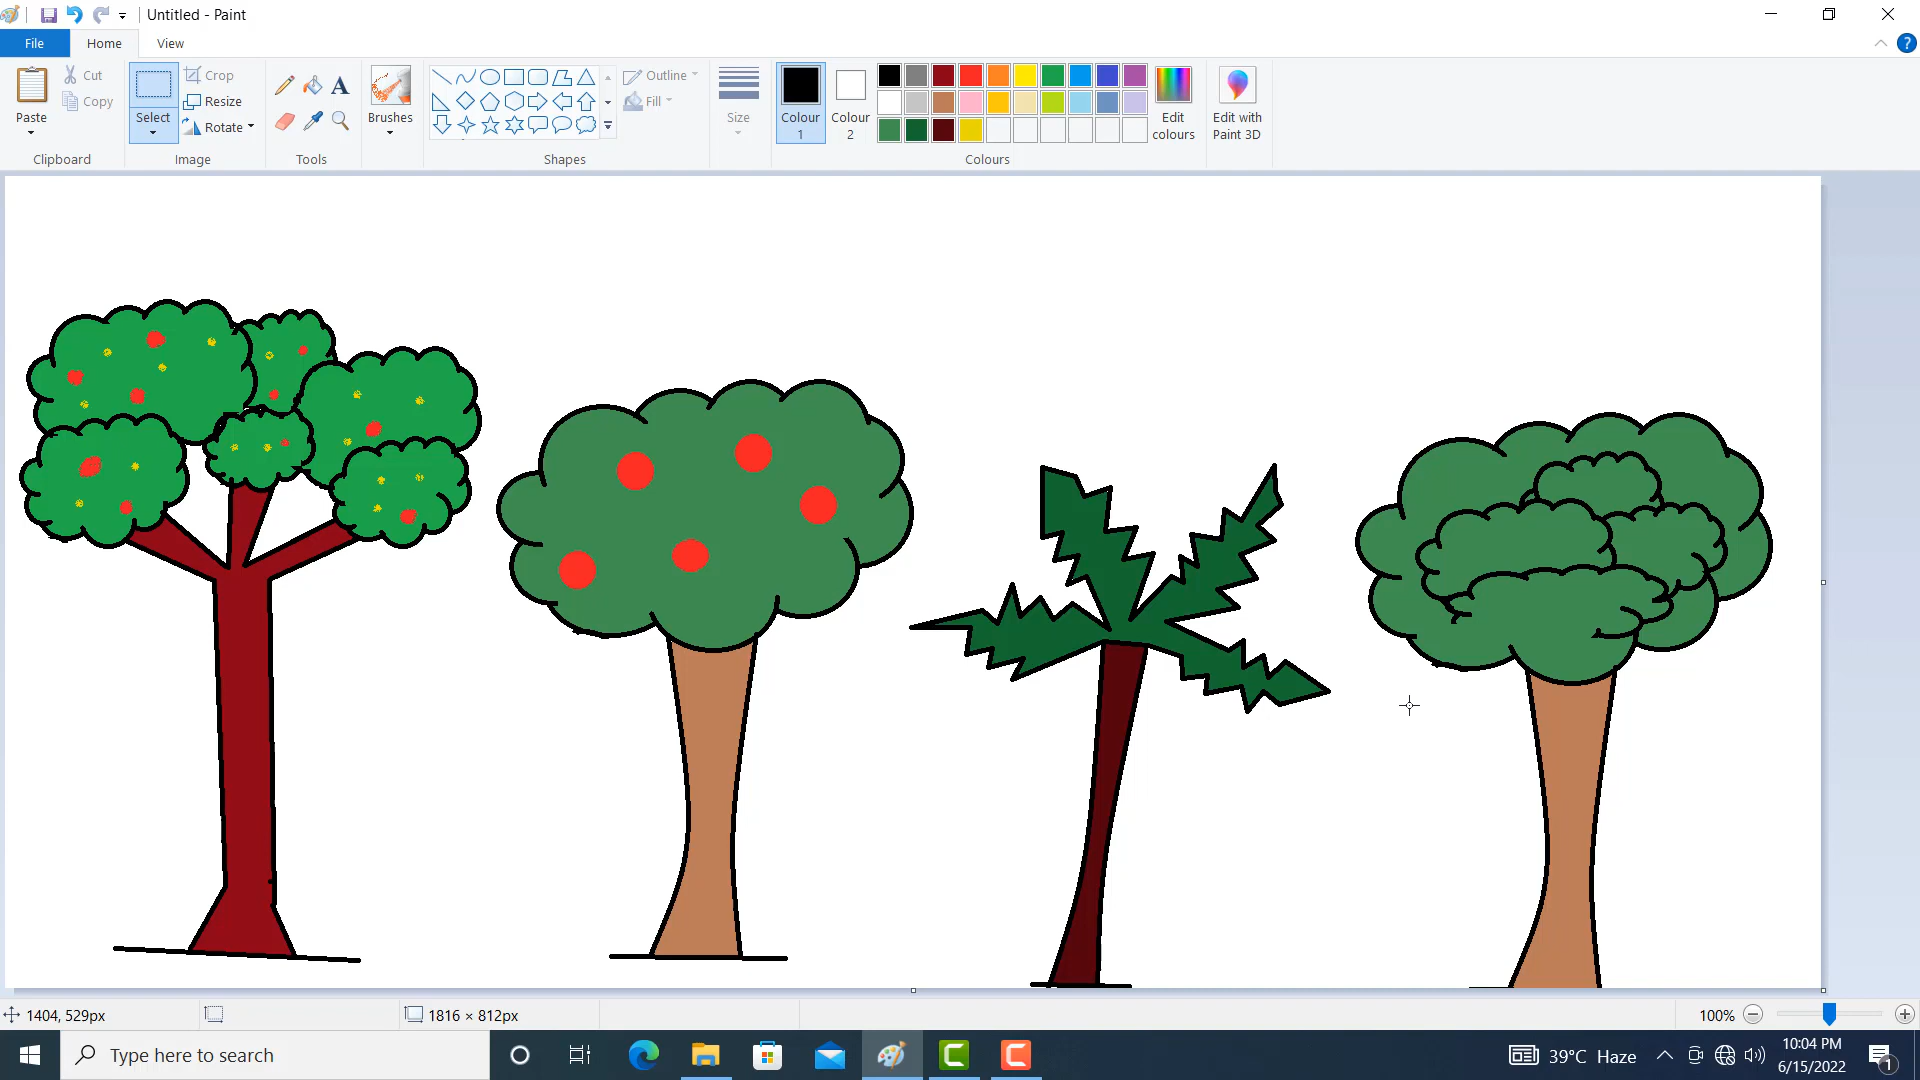 Untitled - Paint
File Home View ?
Paste
Cut
Copy
Clipboard
Select
Crop
Resize
Rotate
Image
A
Tools
Brushes
Shapes
Outline
Fill
Size
Colour 1
Colour 2
Edit colours
Colours
Edit with Paint 3D
1404, 529px 1816 × 812px 100%
Type here to search
39°C Haze
10:04 PM
6/15/2022
1